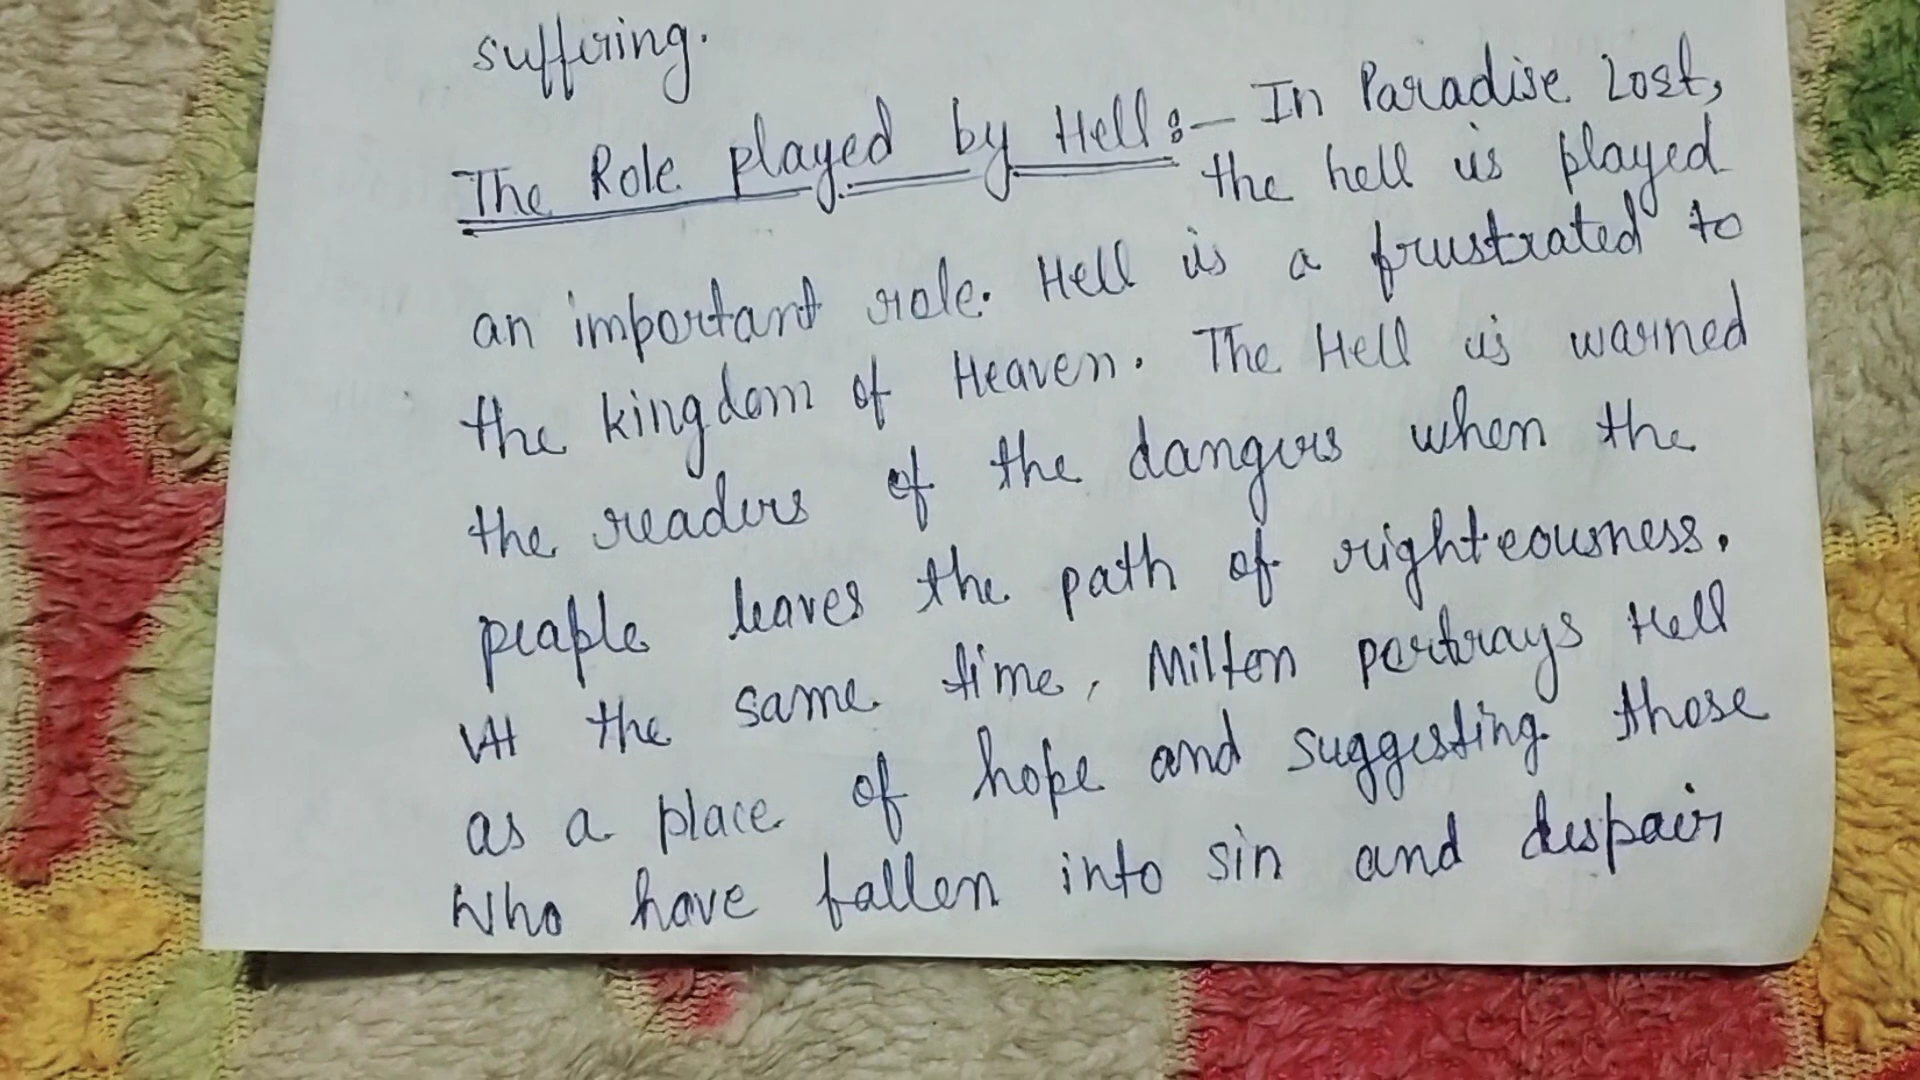 suffering.
The Role played by Hell:- In Paradise Lost,
the hell is played
an important role. Hell is a frustrated to
the kingdom of Heaven. The Hell is warned
the readers of the dangers when the
people leaves the path of righteousness.
At the same time, Milton portrays Hell
as a place of hope and suggesting those
who have fallen into sin and despair